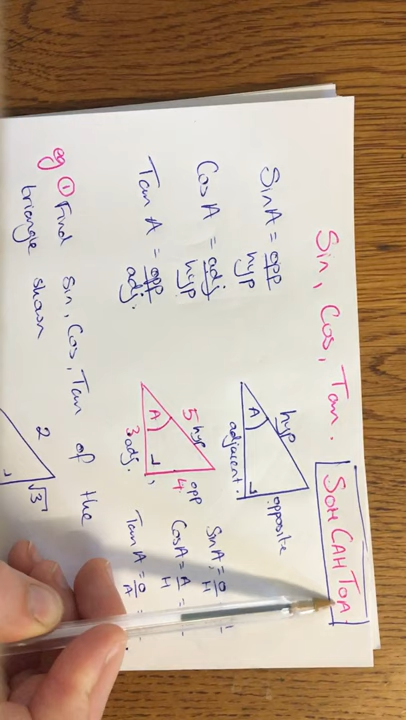 Sin, Cos, Tan. SOH CAH TOA
Sin A = opp
hyp
Cos A = adj
hyp
Tan A = opp
adj.
hyp
A
adjacent.
opposite
5 hyp
A
3 adj.
opp
4
Sin A = O
H
Cos A = A =
H
Tan A = O =
A
eg ① Find Sin, Cos, Tan of the
triangle shown
2
√3